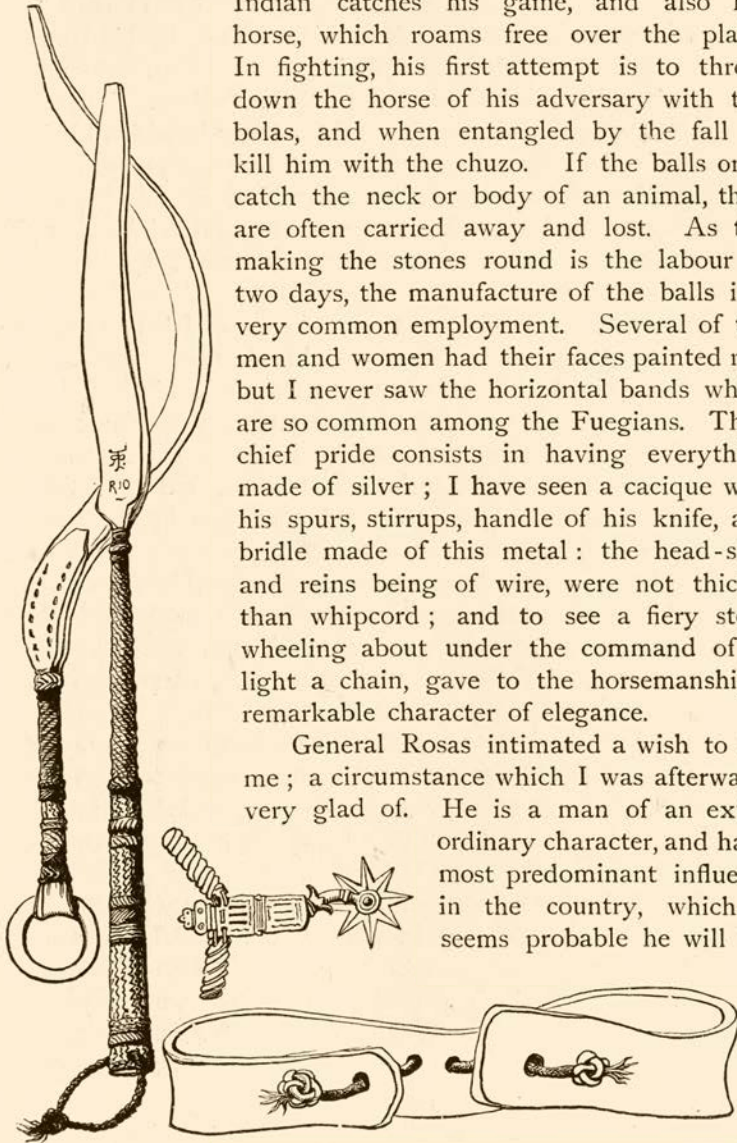 Indian catches his game, and also
horse, which roams free over the pla
In fighting, his first attempt is to thro
down the horse of his adversary with t
bolas, and when entangled by the fall
kill him with the chuzo. If the balls on
catch the neck or body of an animal, th
are often carried away and lost. As t
making the stones round is the labour
two days, the manufacture of the balls i
very common employment. Several of t
men and women had their faces painted r
but I never saw the horizontal bands wh
are so common among the Fuegians. Th
chief pride consists in having everyth
made of silver; I have seen a cacique w
his spurs, stirrups, handle of his knife, a
bridle made of this metal: the head-s
and reins being of wire, were not thic
than whipcord; and to see a fiery ste
wheeling about under the command of
light a chain, gave to the horsemanshi
remarkable character of elegance.
General Rosas intimated a wish to
me; a circumstance which I was afterwa
very glad of. He is a man of an ext
ordinary character, and ha
most predominant influe
in the country, which
seems probable he will
RIO